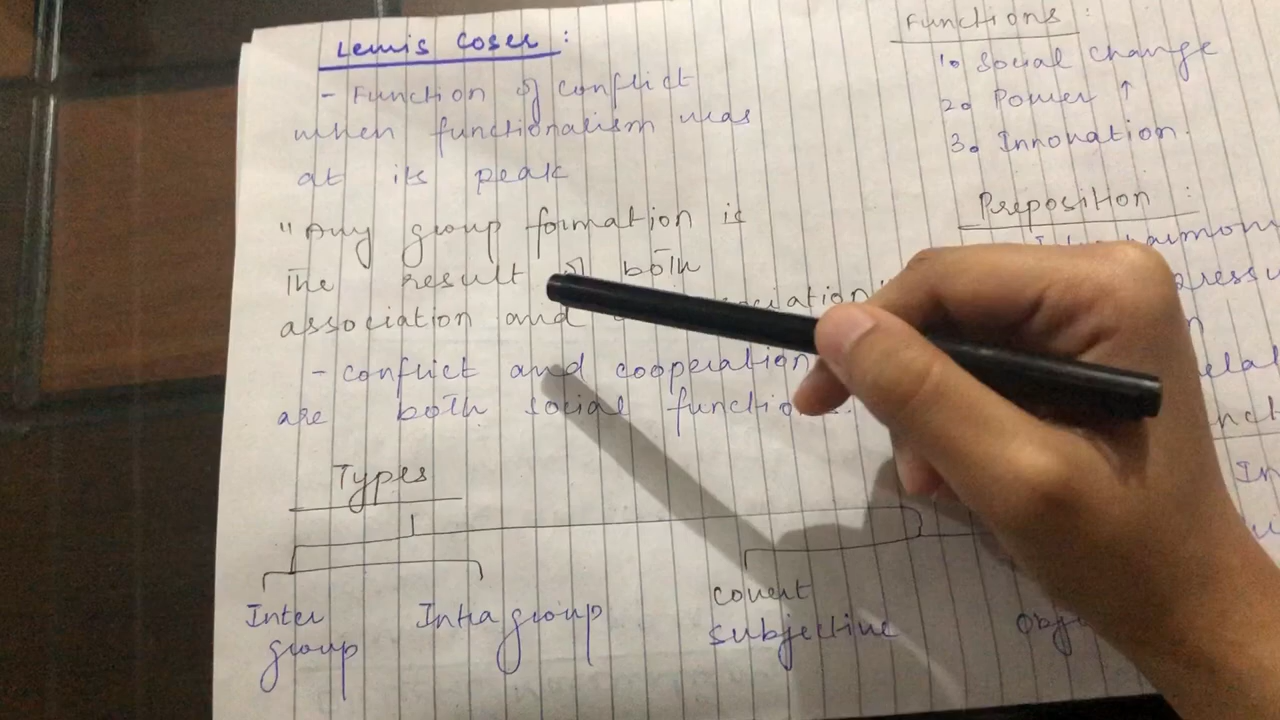 Lewis Coser :
- Function of conflict
when functionalism was
at its peak
"Any group formation is
the result of both
association and
- conflict and cooperation
are both social functions.
Types
Inter group
Intra group
covert
subjective
Functions :
1. Social change
2. Power ↑
3. Innovation.
Preposition :